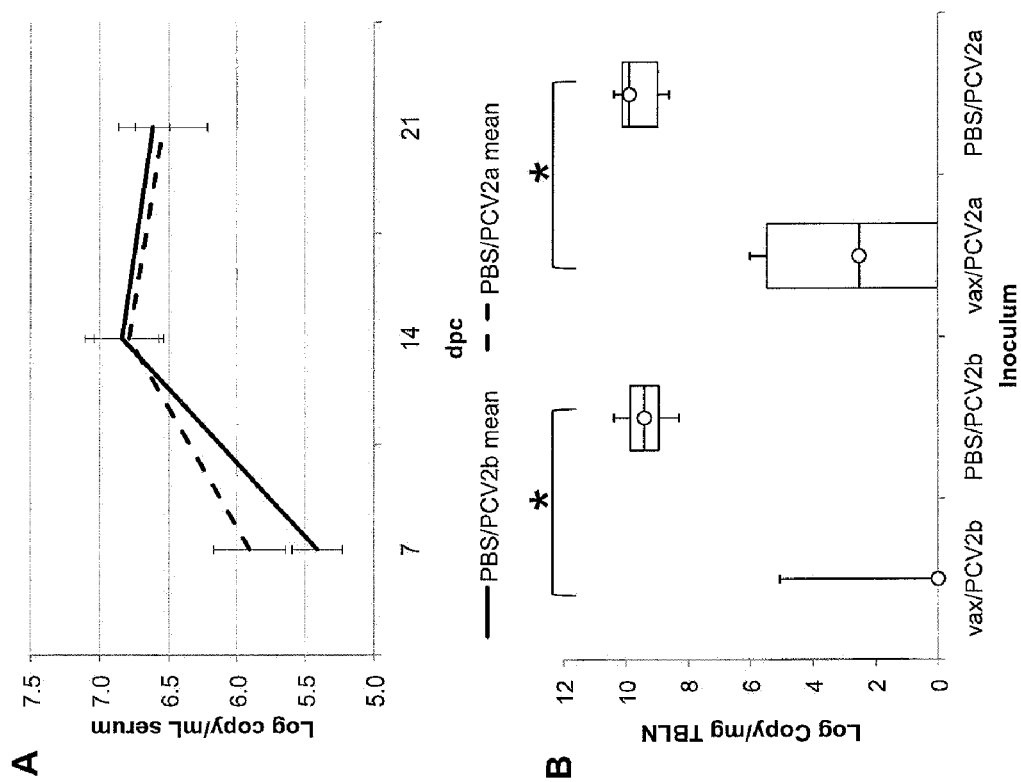 A
Log copy/mL serum
7.5
7.0
6.5
6.0
5.5
5.0
7 14 21
dpc
PBS/PCV2b mean PBS/PCV2a mean
B
Log Copy/mg TBLN
12
10
8
6
4
2
0
* *
vax/PCV2b PBS/PCV2b vax/PCV2a PBS/PCV2a
Inoculum